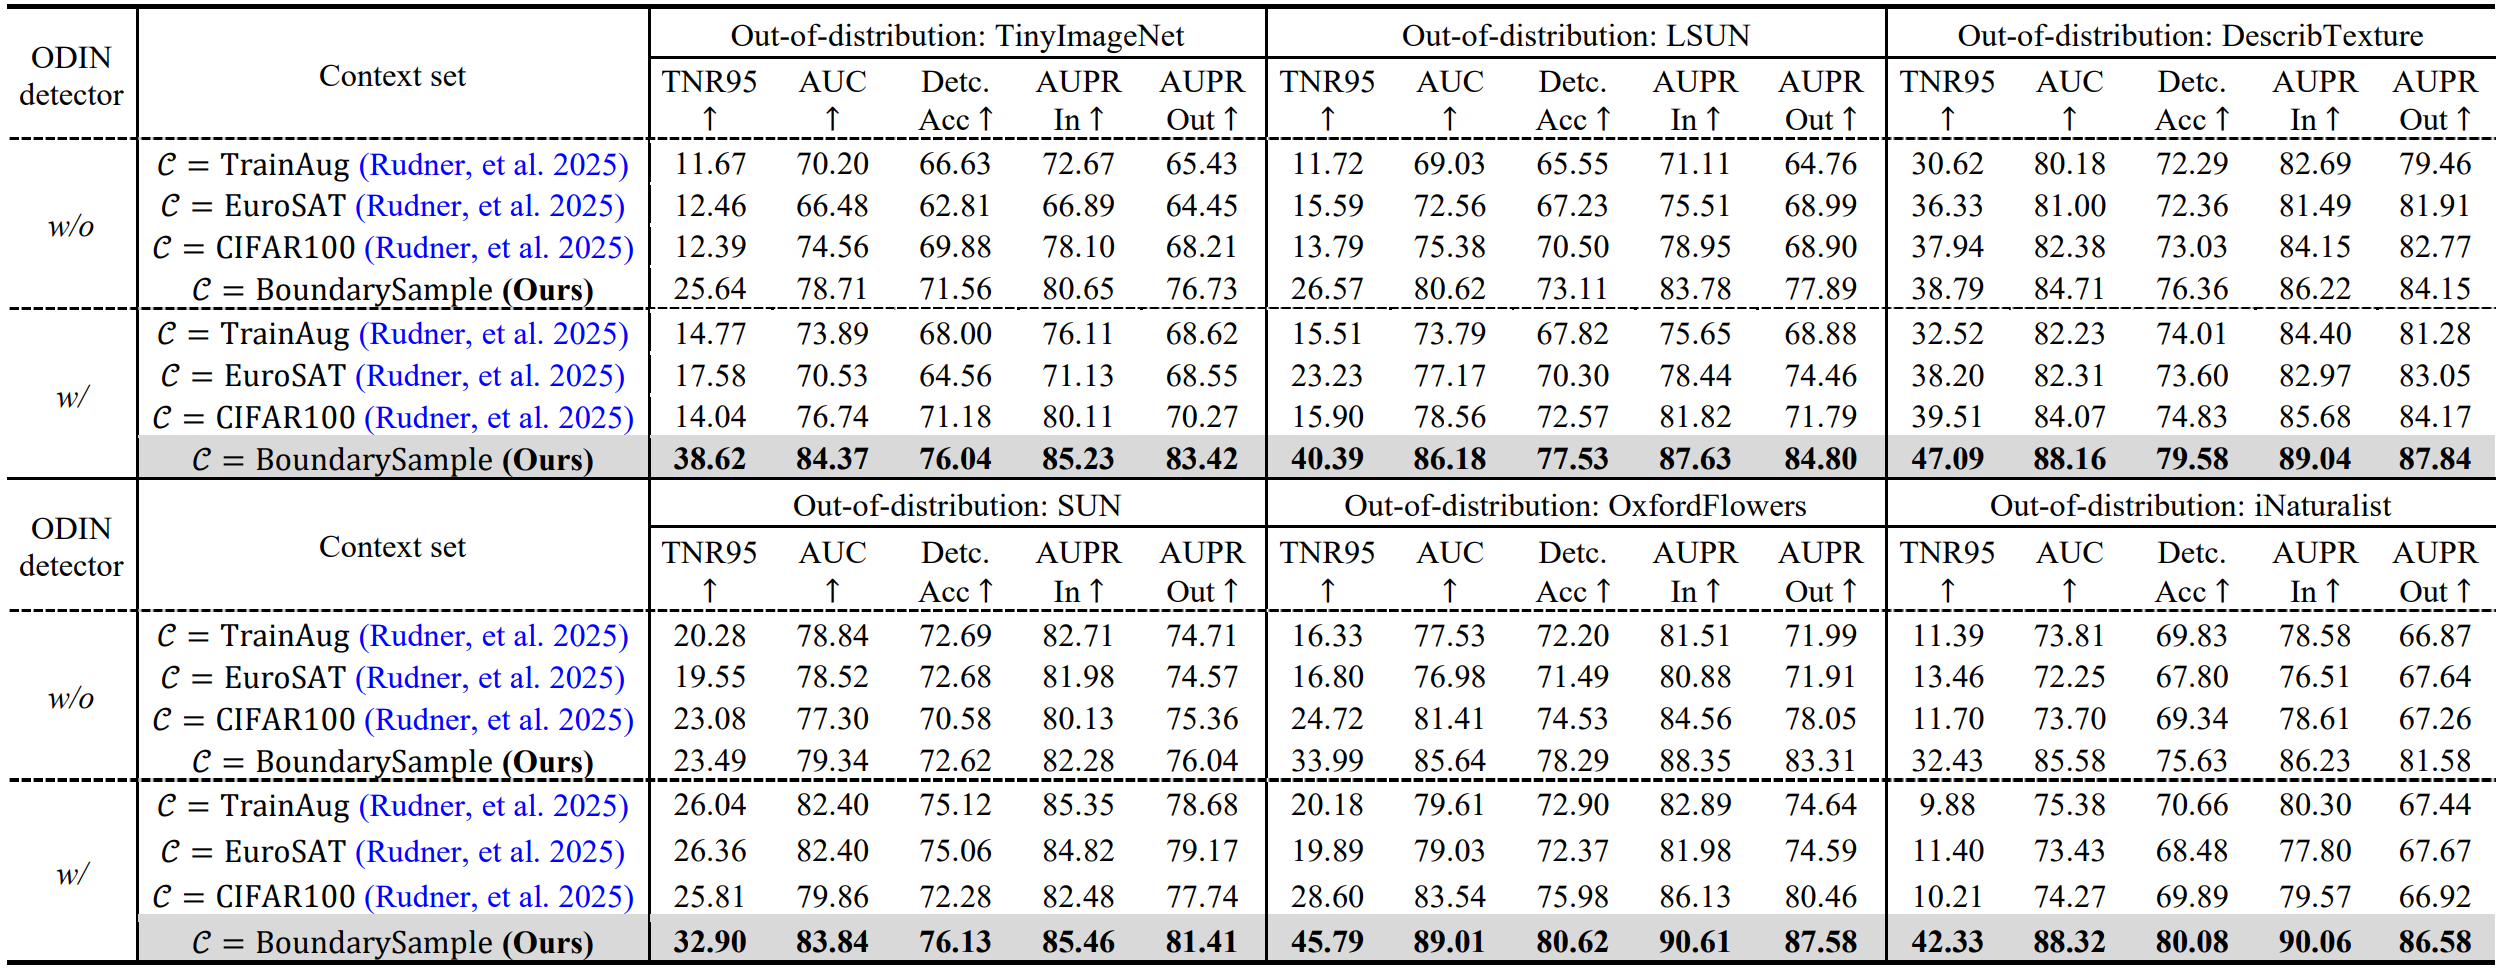 ODIN detector Context set Out-of-distribution: TinyImageNet Out-of-distribution: LSUN Out-of-distribution: DescribTexture
TNR95 ↑ AUC ↑ Detc. Acc ↑ AUPR In ↑ AUPR Out ↑ TNR95 ↑ AUC ↑ Detc. Acc ↑ AUPR In ↑ AUPR Out ↑ TNR95 ↑ AUC ↑ Detc. Acc ↑ AUPR In ↑ AUPR Out ↑
w/o
𝒞 = TrainAug (Rudner, et al. 2025) 11.67 70.20 66.63 72.67 65.43 11.72 69.03 65.55 71.11 64.76 30.62 80.18 72.29 82.69 79.46
𝒞 = EuroSAT (Rudner, et al. 2025) 12.46 66.48 62.81 66.89 64.45 15.59 72.56 67.23 75.51 68.99 36.33 81.00 72.36 81.49 81.91
𝒞 = CIFAR100 (Rudner, et al. 2025) 12.39 74.56 69.88 78.10 68.21 13.79 75.38 70.50 78.95 68.90 37.94 82.38 73.03 84.15 82.77
𝒞 = BoundarySample (Ours) 25.64 78.71 71.56 80.65 76.73 26.57 80.62 73.11 83.78 77.89 38.79 84.71 76.36 86.22 84.15
w/
𝒞 = TrainAug (Rudner, et al. 2025) 14.77 73.89 68.00 76.11 68.62 15.51 73.79 67.82 75.65 68.88 32.52 82.23 74.01 84.40 81.28
𝒞 = EuroSAT (Rudner, et al. 2025) 17.58 70.53 64.56 71.13 68.55 23.23 77.17 70.30 78.44 74.46 38.20 82.31 73.60 82.97 83.05
𝒞 = CIFAR100 (Rudner, et al. 2025) 14.04 76.74 71.18 80.11 70.27 15.90 78.56 72.57 81.82 71.79 39.51 84.07 74.83 85.68 84.17
𝒞 = BoundarySample (Ours) 38.62 84.37 76.04 85.23 83.42 40.39 86.18 77.53 87.63 84.80 47.09 88.16 79.58 89.04 87.84
ODIN detector Context set Out-of-distribution: SUN Out-of-distribution: OxfordFlowers Out-of-distribution: iNaturalist
TNR95 ↑ AUC ↑ Detc. Acc ↑ AUPR In ↑ AUPR Out ↑ TNR95 ↑ AUC ↑ Detc. Acc ↑ AUPR In ↑ AUPR Out ↑ TNR95 ↑ AUC ↑ Detc. Acc ↑ AUPR In ↑ AUPR Out ↑
w/o
𝒞 = TrainAug (Rudner, et al. 2025) 20.28 78.84 72.69 82.71 74.71 16.33 77.53 72.20 81.51 71.99 11.39 73.81 69.83 78.58 66.87
𝒞 = EuroSAT (Rudner, et al. 2025) 19.55 78.52 72.68 81.98 74.57 16.80 76.98 71.49 80.88 71.91 13.46 72.25 67.80 76.51 67.64
𝒞 = CIFAR100 (Rudner, et al. 2025) 23.08 77.30 70.58 80.13 75.36 24.72 81.41 74.53 84.56 78.05 11.70 73.70 69.34 78.61 67.26
𝒞 = BoundarySample (Ours) 23.49 79.34 72.62 82.28 76.04 33.99 85.64 78.29 88.35 83.31 32.43 85.58 75.63 86.23 81.58
w/
𝒞 = TrainAug (Rudner, et al. 2025) 26.04 82.40 75.12 85.35 78.68 20.18 79.61 72.90 82.89 74.64 9.88 75.38 70.66 80.30 67.44
𝒞 = EuroSAT (Rudner, et al. 2025) 26.36 82.40 75.06 84.82 79.17 19.89 79.03 72.37 81.98 74.59 11.40 73.43 68.48 77.80 67.67
𝒞 = CIFAR100 (Rudner, et al. 2025) 25.81 79.86 72.28 82.48 77.74 28.60 83.54 75.98 86.13 80.46 10.21 74.27 69.89 79.57 66.92
𝒞 = BoundarySample (Ours) 32.90 83.84 76.13 85.46 81.41 45.79 89.01 80.62 90.61 87.58 42.33 88.32 80.08 90.06 86.58